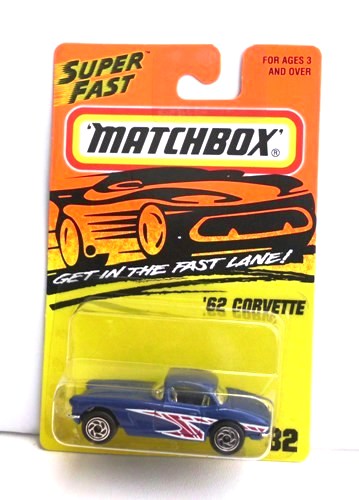 SUPER
FAST
FOR AGES 3
AND OVER
'MATCHBOX'®
GET IN THE FAST LANE!
'62 CORVETTE
32